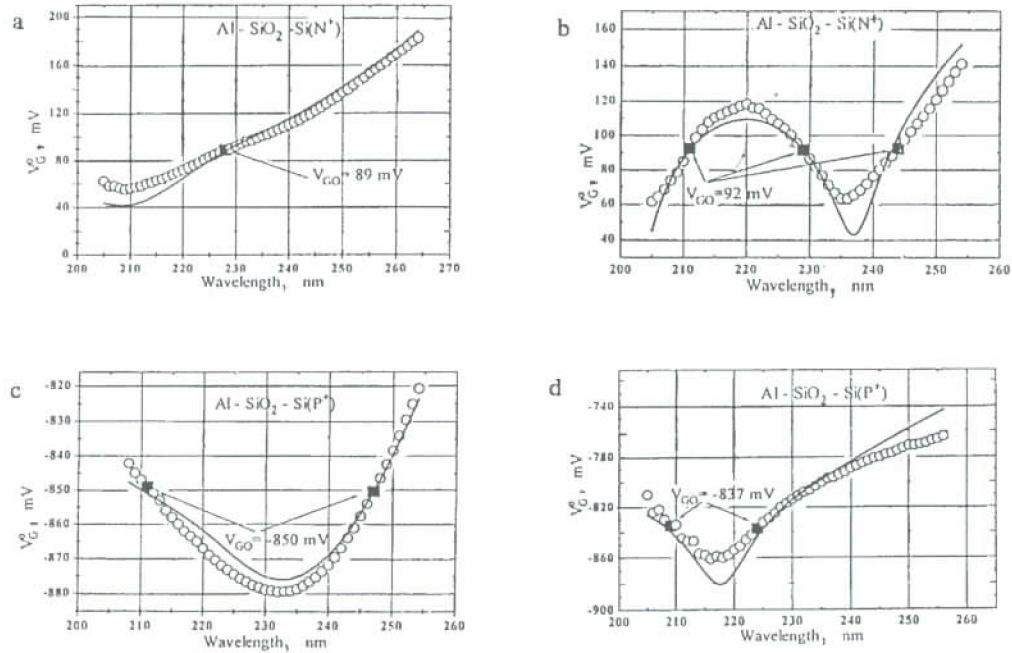 a
Al - SiO₂ - Si(N⁺)
200
160
120
80
40
0
V°G, mV
VGO= 89 mV
200 210 220 230 240 250 260 270
Wavelength, nm
b
Al - SiO₂ - Si(N⁺)
160
140
120
100
80
60
40
V°G, mV
VGO=92 mV
200 210 220 230 240 250 260
Wavelength, nm
c
Al - SiO₂ - Si(P⁺)
-820
-830
-840
-850
-860
-870
-880
V°G, mV
VGO= -850 mV
200 210 220 230 240 250 260
Wavelength, nm
d
Al - SiO₂ - Si(P⁺)
-740
-780
-820
-860
-900
V°G, mV
VGO= -837 mV
200 210 220 230 240 250 260
Wavelength, nm